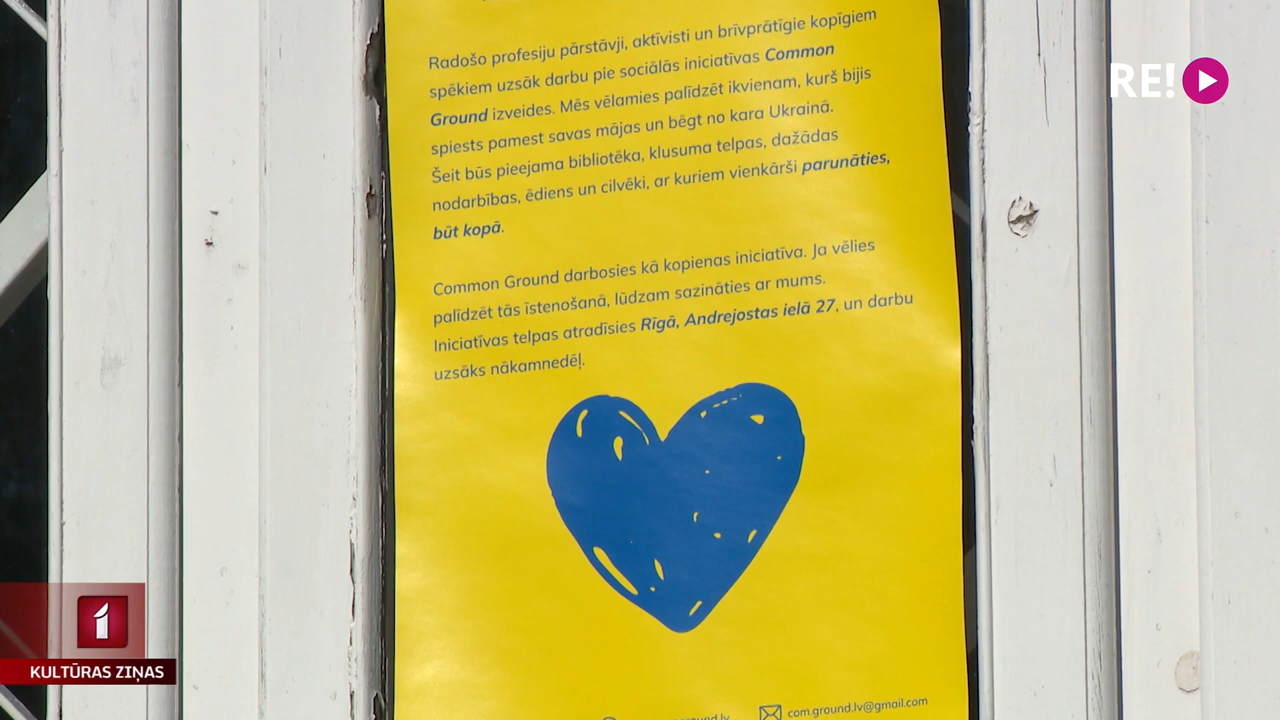 Radošo profesiju pārstāvji, aktīvisti un brīvprātīgie kopīgiem
spēkiem uzsāk darbu pie sociālās iniciatīvas Common
Ground izveides. Mēs vēlamies palīdzēt ikvienam, kurš bijis
spiests pamest savas mājas un bēgt no kara Ukrainā.
Šeit būs pieejama bibliotēka, klusuma telpas, dažādas
nodarbības, ēdiens un cilvēki, ar kuriem vienkārši parunāties,
būt kopā.
Common Ground darbosies kā kopienas iniciatīva. Ja vēlies
palīdzēt tās īstenošanā, lūdzam sazināties ar mums.
Iniciatīvas telpas atradīsies Rīgā, Andrejostas ielā 27, un darbu
uzsāks nākamnedēļ.
com.ground.lv@gmail.com
RE!
1
KULTŪRAS ZIŅAS